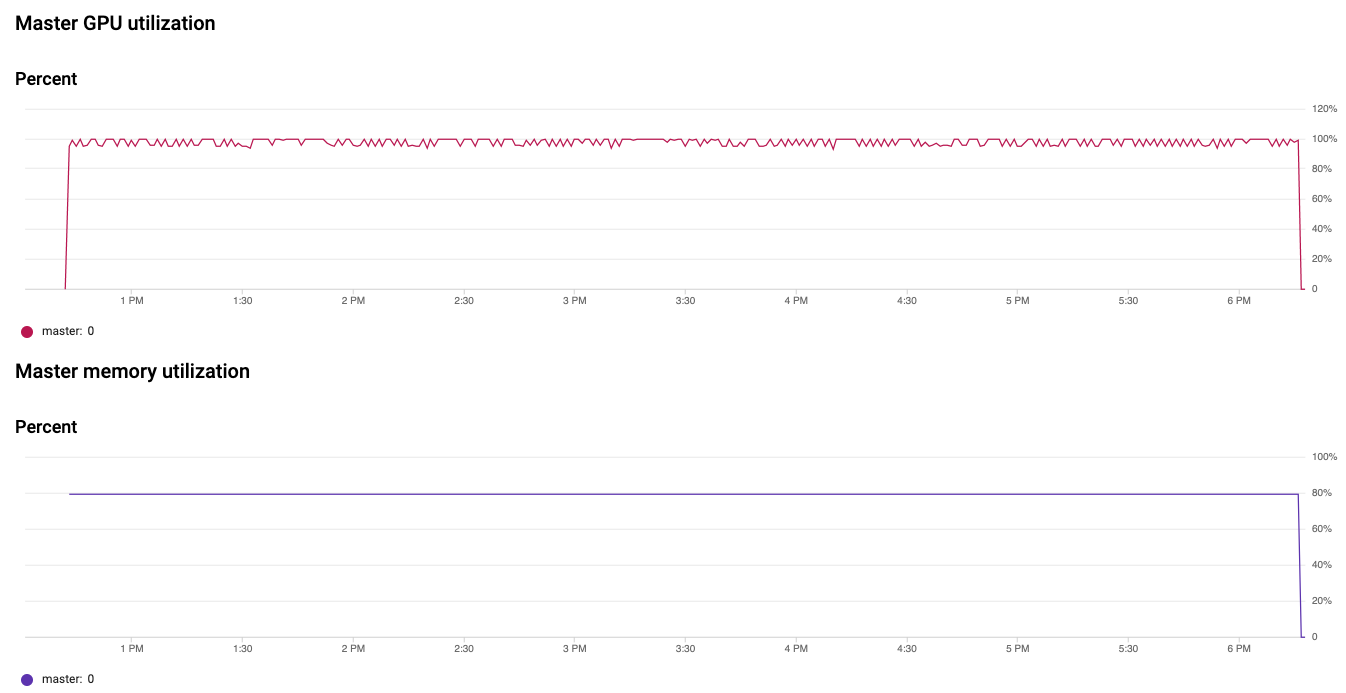 Master GPU utilization
Percent
120%
100%
80%
60%
40%
20%
0
1 PM 1:30 2 PM 2:30 3 PM 3:30 4 PM 4:30 5 PM 5:30 6 PM
master: 0
Master memory utilization
Percent
100%
80%
60%
40%
20%
0
1 PM 1:30 2 PM 2:30 3 PM 3:30 4 PM 4:30 5 PM 5:30 6 PM
master: 0